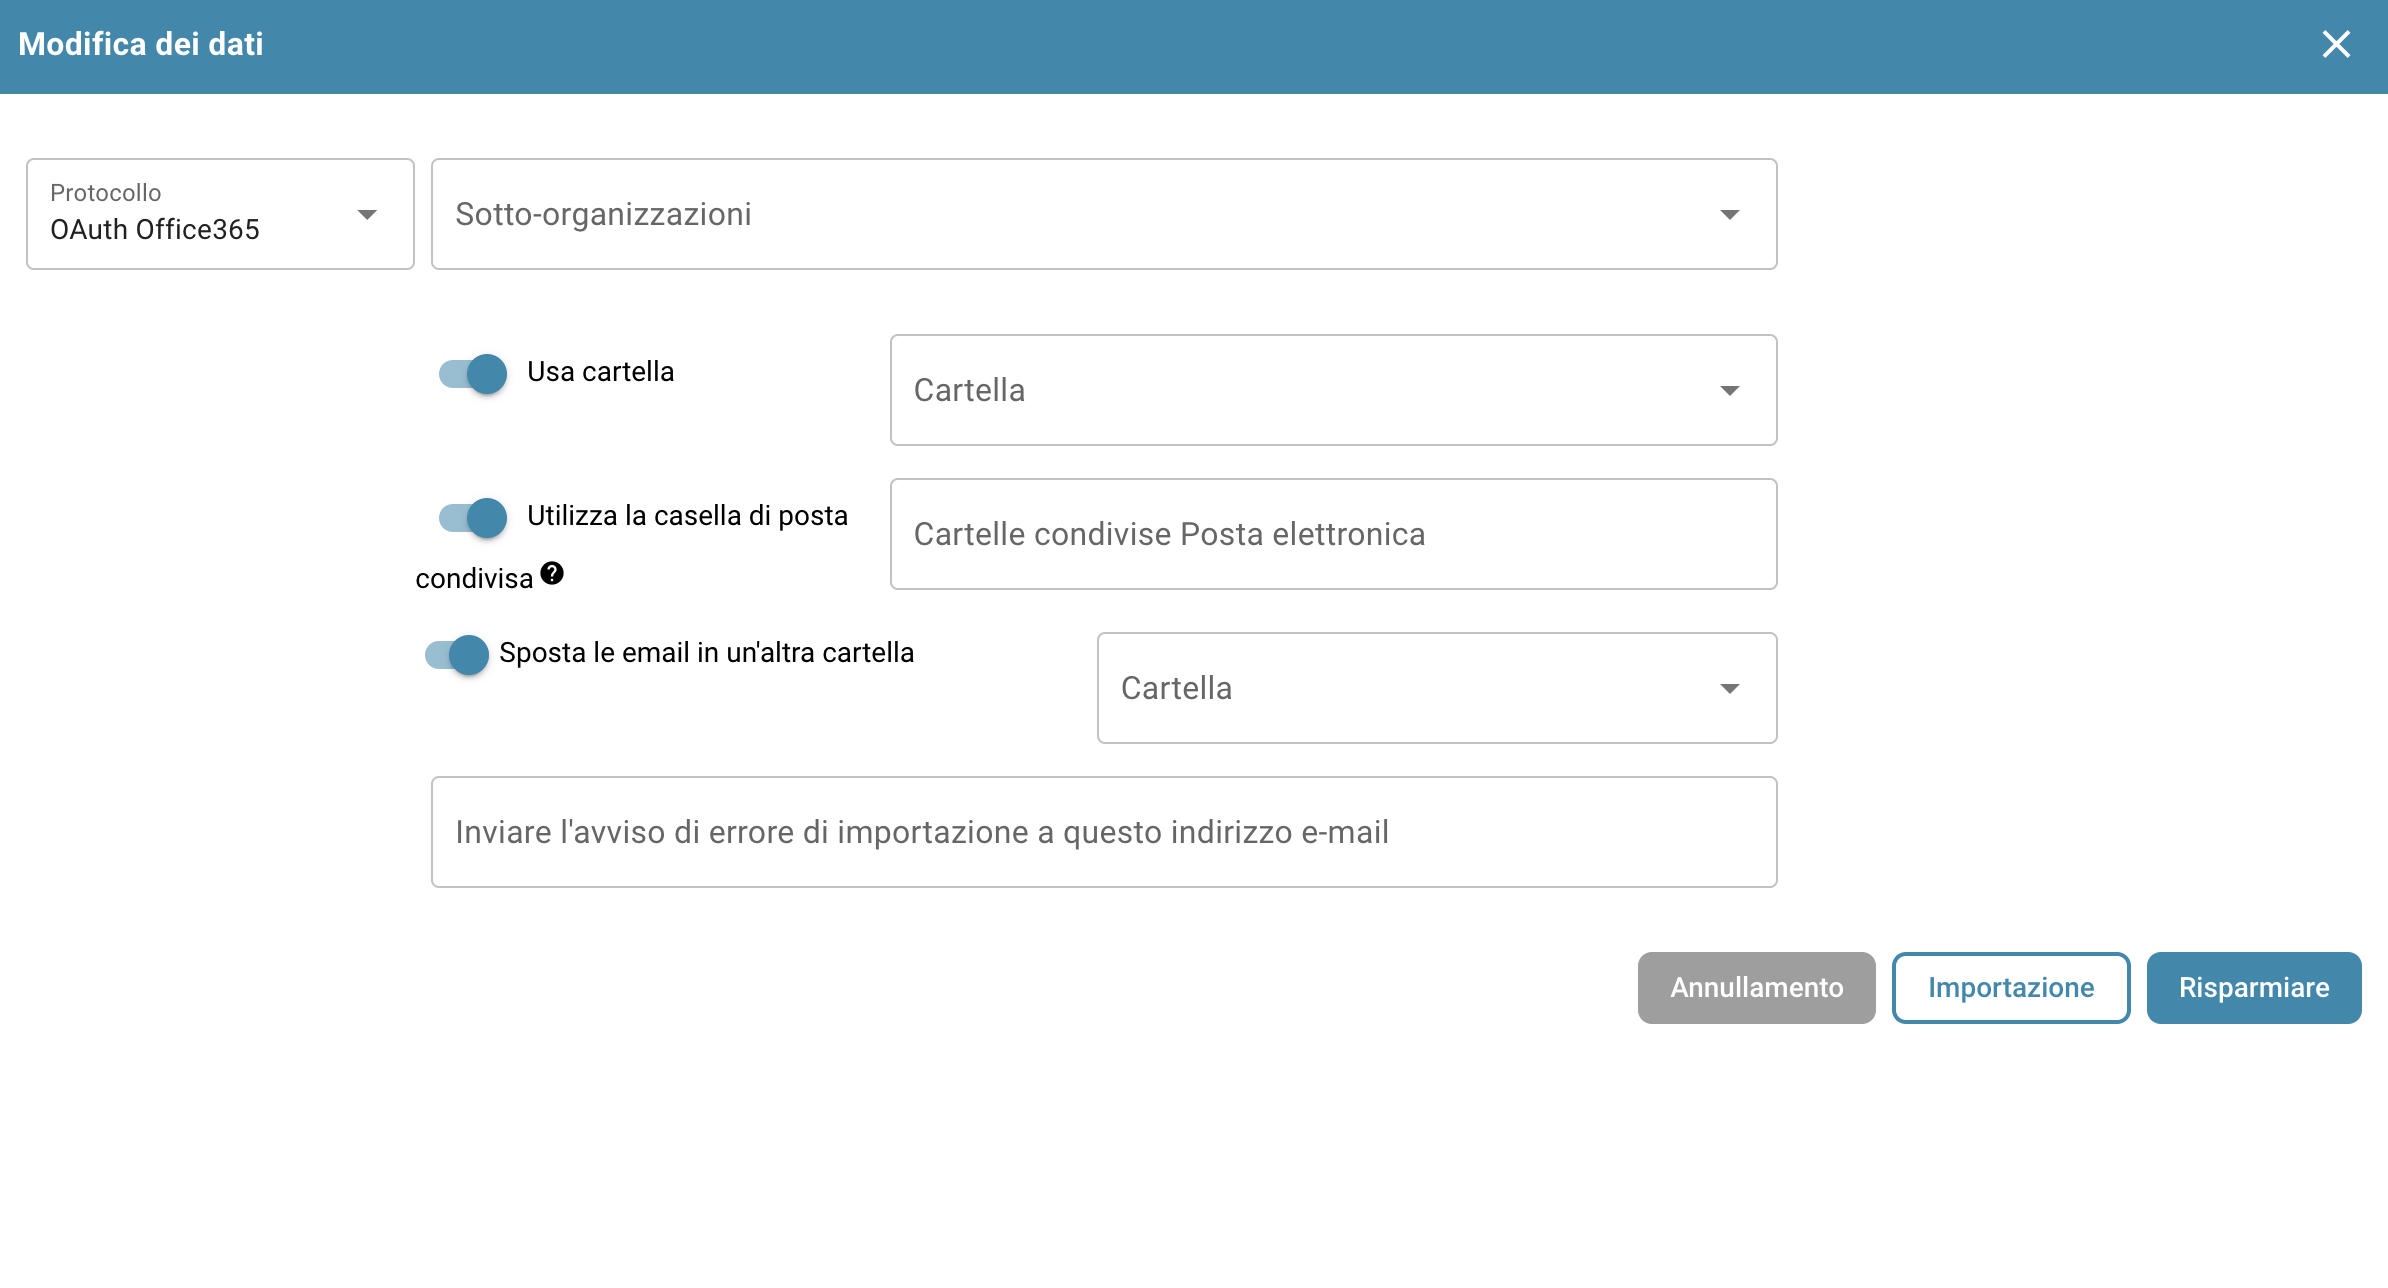 Modifica dei dati
Protocollo
OAuth Office365
Sotto-organizzazioni
Usa cartella
Cartella
Utilizza la casella di posta
condivisa ?
Cartelle condivise Posta elettronica
Sposta le email in un'altra cartella
Cartella
Inviare l'avviso di errore di importazione a questo indirizzo e-mail
Annullamento
Importazione
Risparmiare